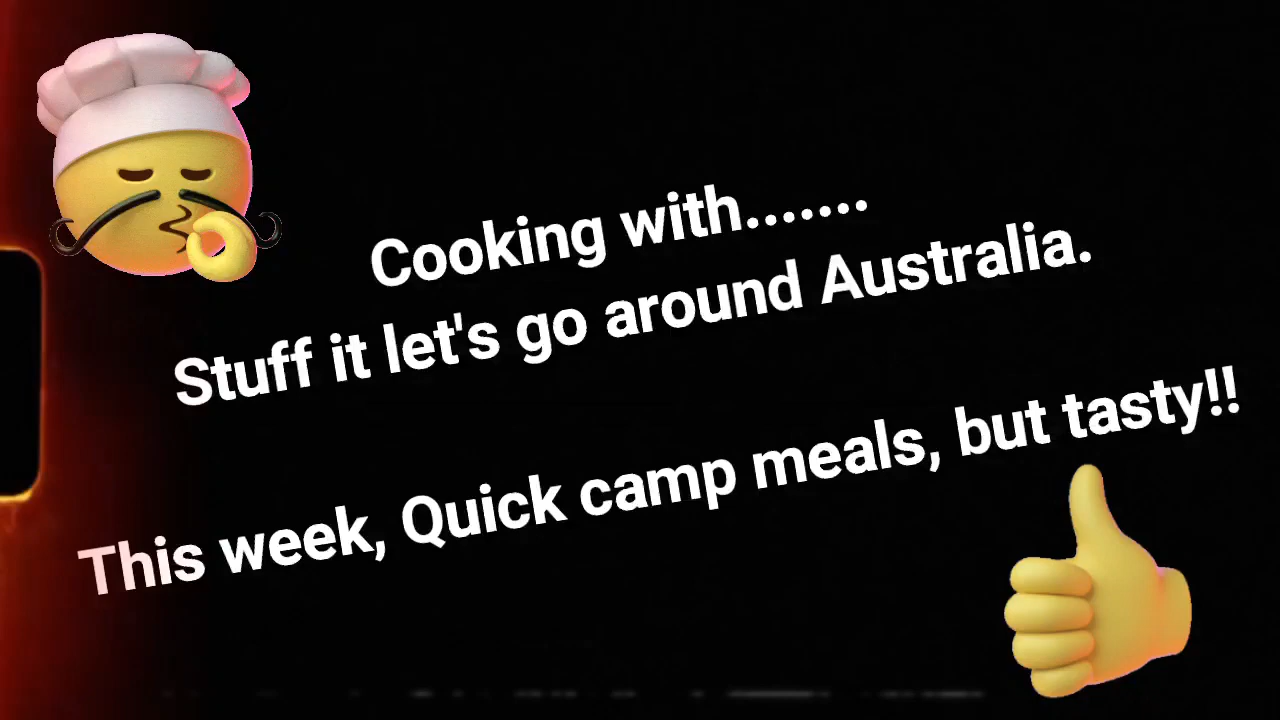 Cooking with.......
Stuff it let's go around Australia.
This week, Quick camp meals, but tasty!!